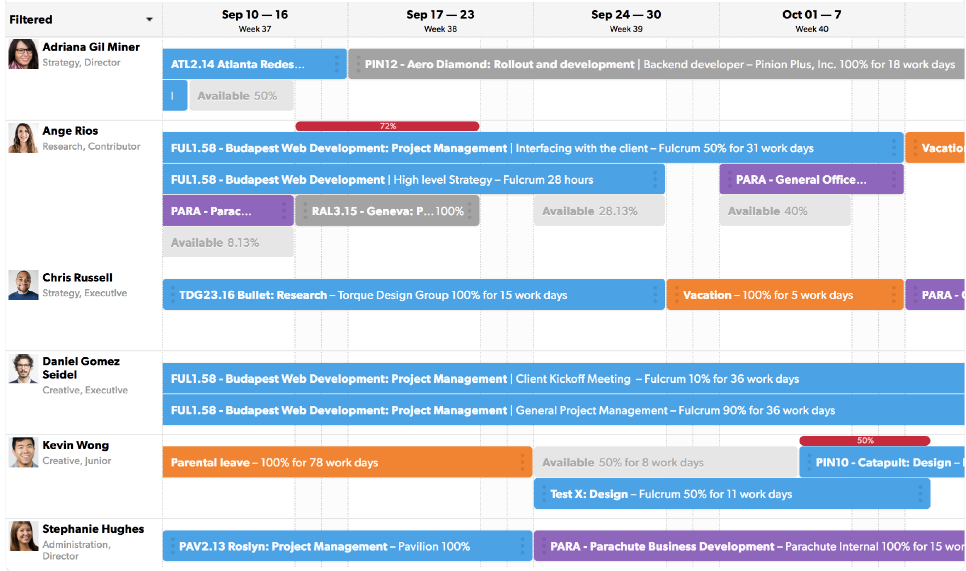 Filtered
Sep 10 — 16
Sep 17 — 23
Sep 24 — 30
Oct 01 — 7
Week 37
Week 38
Week 39
Week 40
Adriana Gil Miner
Strategy, Director
ATL2.14 Atlanta Redes...
PIN12 - Aero Diamond: Rollout and development | Backend developer – Pinion Plus, Inc. 100% for 18 work days
I
Available 50%
Ange Rios
Research, Contributor
72%
FUL1.58 - Budapest Web Development: Project Management | Interfacing with the client – Fulcrum 50% for 31 work days
Vacatio
FUL1.58 - Budapest Web Development | High level Strategy – Fulcrum 28 hours
PARA - General Office...
PARA - Parac...
RAL3.15 - Geneva: P...100%
Available 28.13%
Available 40%
Available 8.13%
Chris Russell
Strategy, Executive
TDG23.16 Bullet: Research – Torque Design Group 100% for 15 work days
Vacation – 100% for 5 work days
PARA -
Daniel Gomez
Seidel
Creative, Executive
FUL1.58 - Budapest Web Development: Project Management | Client Kickoff Meeting – Fulcrum 10% for 36 work days
FUL1.58 - Budapest Web Development: Project Management | General Project Management – Fulcrum 90% for 36 work days
Kevin Wong
Creative, Junior
Parental leave – 100% for 78 work days
Available 50% for 8 work days
50%
PIN10 - Catapult: Design –
Test X: Design – Fulcrum 50% for 11 work days
Stephanie Hughes
Administration,
Director
PAV2.13 Roslyn: Project Management – Pavilion 100%
PARA - Parachute Business Development – Parachute Internal 100% for 15 wor